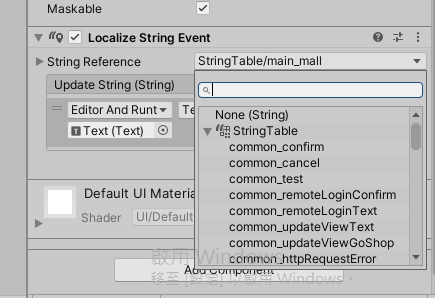 Maskable
Localize String Event
String Reference
StringTable/main_mall
Update String (String)
Editor And Runt
Te
Text (Text)
None (String)
StringTable
common_confirm
common_cancel
common_test
common_remoteLoginConfirm
common_remoteLoginText
common_updateViewText
common_updateViewGoShop
common_httpRequestError
Default UI Materia
Shader
UI/Default
啟用 Windows
移至 [設定] 以啟用 Windows。
Add Component